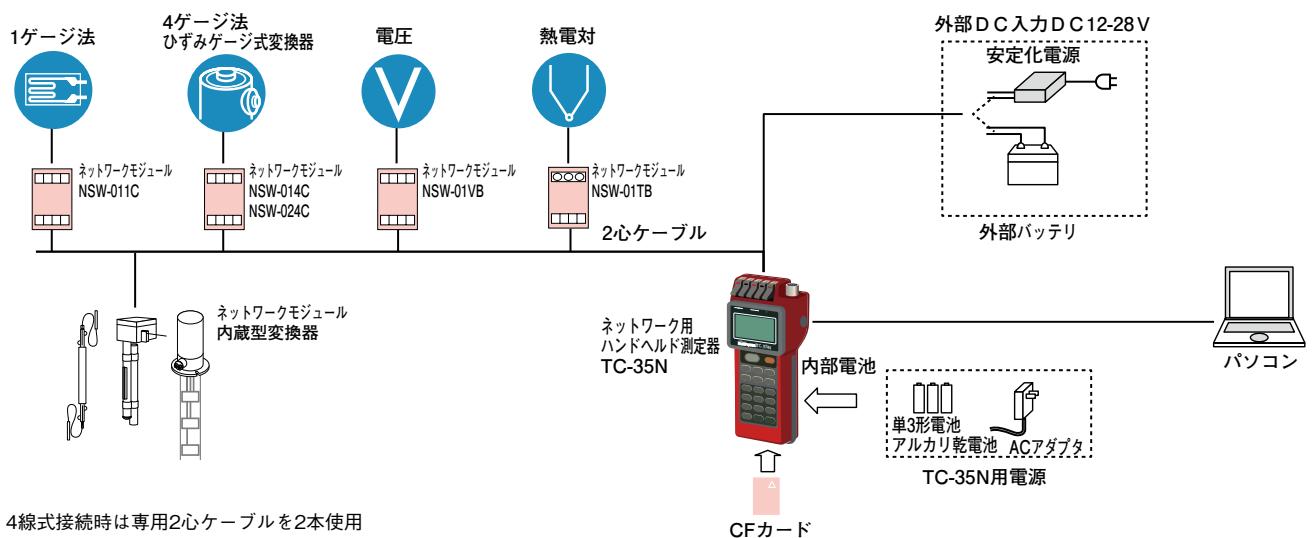 1ゲージ法
4ゲージ法
ひずみゲージ式変換器
電圧
熱電対
外部DC入力DC12-28V
安定化電源
外部バッテリ
ネットワークモジュール
NSW-011C
ネットワークモジュール
NSW-014C
NSW-024C
ネットワークモジュール
NSW-01VB
ネットワークモジュール
NSW-01TB
2心ケーブル
ネットワークモジュール
内蔵型変換器
ネットワーク用
ハンドヘルド測定器
TC-35N
内部電池
パソコン
単3形電池
アルカリ乾電池
ACアダプタ
TC-35N用電源
CFカード
4線式接続時は専用2心ケーブルを2本使用